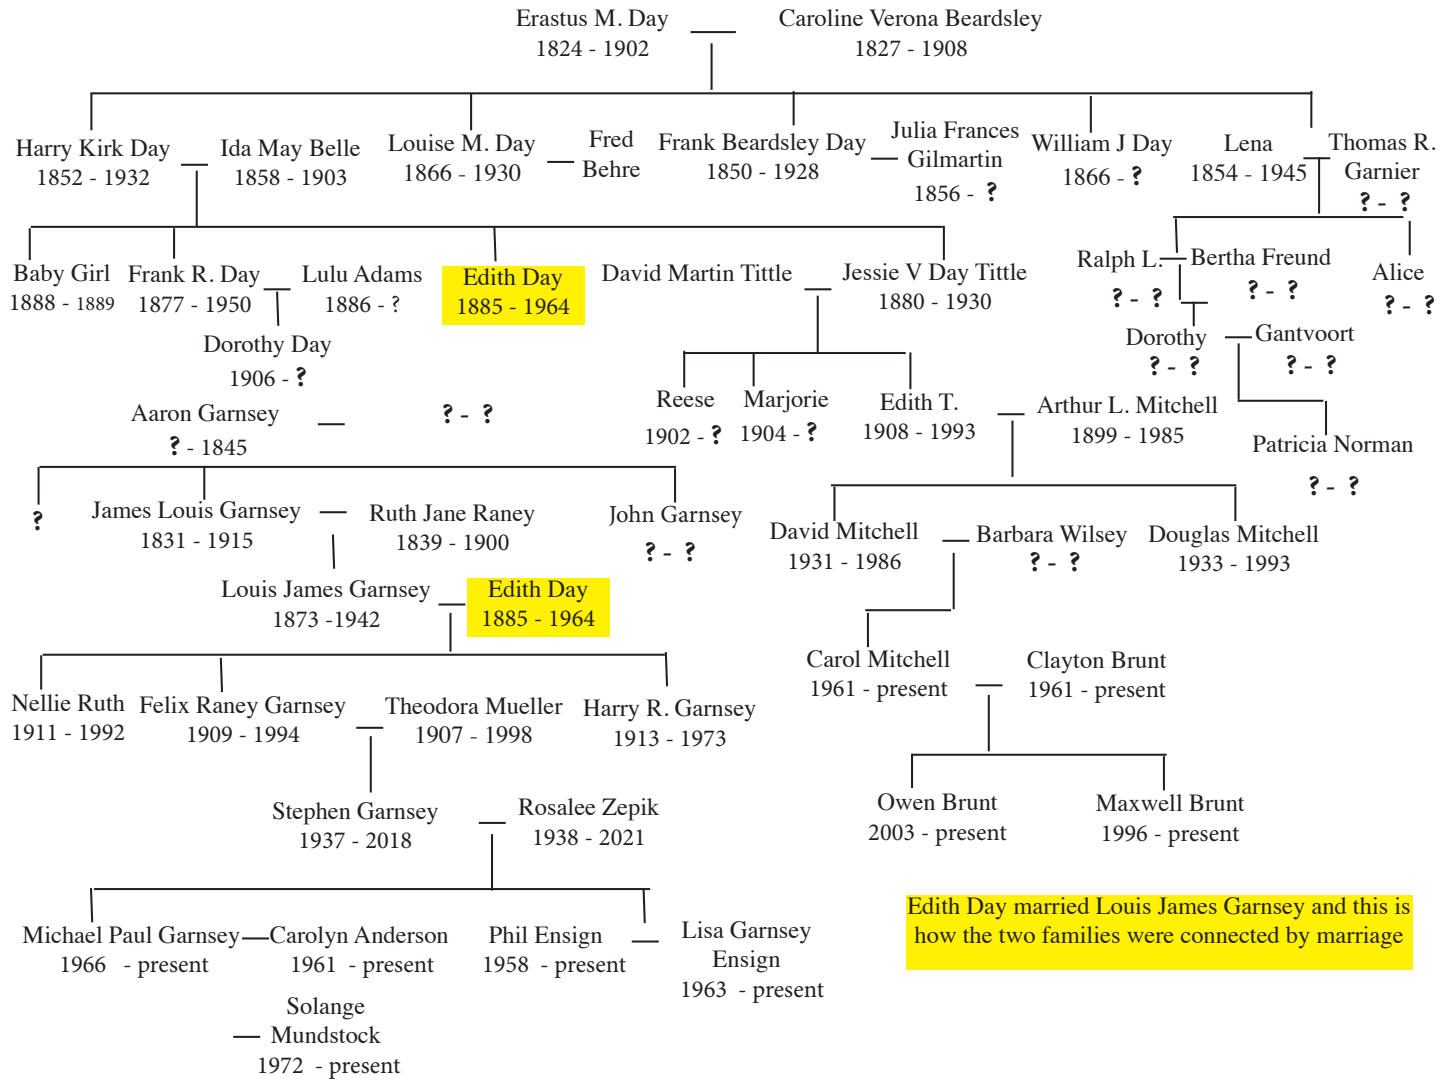 Erastus M. Day
1824 - 1902
Caroline Verona Beardsley
1827 - 1908
Harry Kirk Day
1852 - 1932
Ida May Belle
1858 - 1903
Louise M. Day
1866 - 1930
Fred
Behre
Frank Beardsley Day
1850 - 1928
Julia Frances
Gilmartin
1856 - ?
William J Day
1866 - ?
Lena
1854 - 1945
Thomas R.
Garnier
? - ?
Baby Girl
1888 - 1889
Frank R. Day
1877 - 1950
Lulu Adams
1886 - ?
Edith Day
1885 - 1964
David Martin Tittle
Jessie V Day Tittle
1880 - 1930
Ralph L.
? - ?
Bertha Freund
? - ?
Alice
? - ?
Dorothy Day
1906 - ?
Dorothy
? - ?
Gantvoort
? - ?
Reese
1902 - ?
Marjorie
1904 - ?
Edith T.
1908 - 1993
Arthur L. Mitchell
1899 - 1985
Patricia Norman
? - ?
Aaron Garnsey
? - 1845
? - ?
?
James Louis Garnsey
1831 - 1915
Ruth Jane Raney
1839 - 1900
John Garnsey
? - ?
David Mitchell
1931 - 1986
Barbara Wilsey
? - ?
Douglas Mitchell
1933 - 1993
Louis James Garnsey
1873 -1942
Edith Day
1885 - 1964
Carol Mitchell
1961 - present
Clayton Brunt
1961 - present
Nellie Ruth
1911 - 1992
Felix Raney Garnsey
1909 - 1994
Theodora Mueller
1907 - 1998
Harry R. Garnsey
1913 - 1973
Owen Brunt
2003 - present
Maxwell Brunt
1996 - present
Stephen Garnsey
1937 - 2018
Rosalee Zepik
1938 - 2021
Michael Paul Garnsey
1966 - present
Carolyn Anderson
1961 - present
Phil Ensign
1958 - present
Lisa Garnsey
Ensign
1963 - present
Solange
Mundstock
1972 - present
Edith Day married Louis James Garnsey and this is
how the two families were connected by marriage